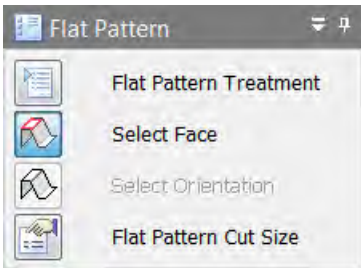 Flat Pattern
Flat Pattern Treatment
Select Face
Select Orientation
Flat Pattern Cut Size